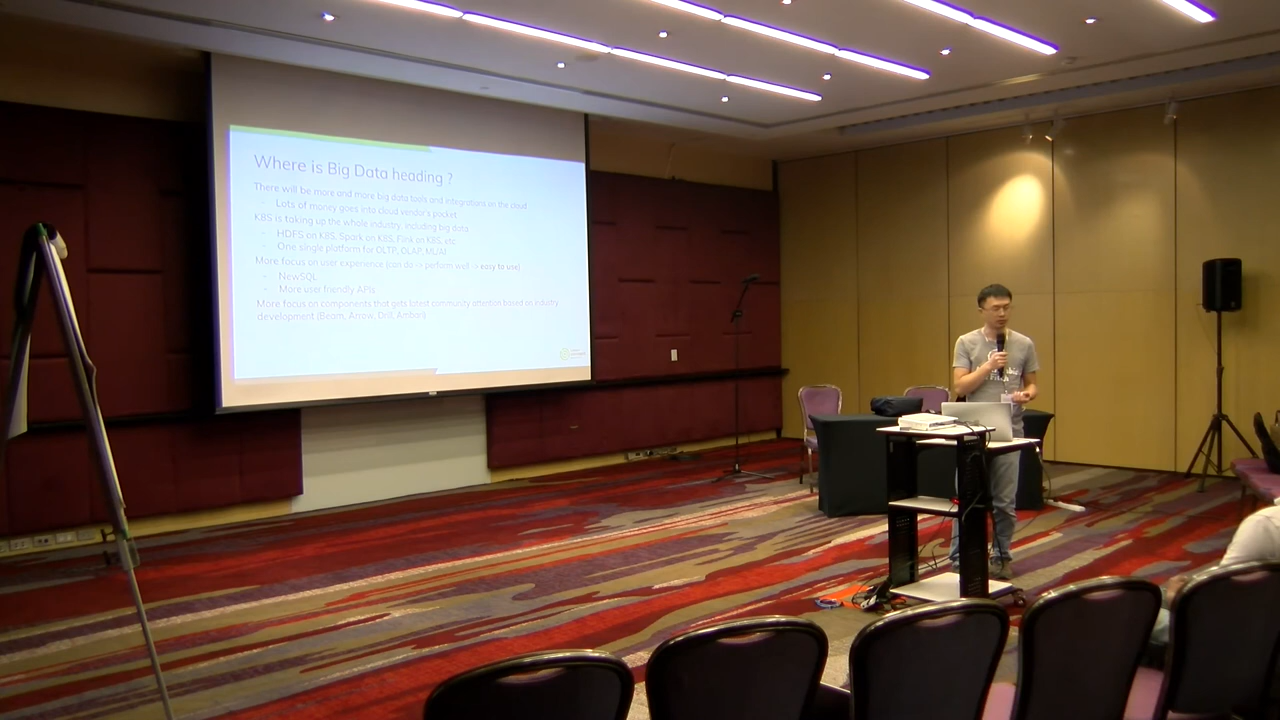 Where is Big Data heading ?
There will be more and more big data tools and integrations on the cloud
- Lots of money goes into cloud vendor's pocket
K8S is taking up the whole industry, including big data
- HDFS on K8S, Spark on K8S, Flink on K8S, etc
- One single platform for OLTP, OLAP, ML/AI
More focus on user experience (can do -> perform well -> easy to use)
- NewSQL
- More user friendly APIs
More focus on components that gets latest community attention based on industry
development (Beam, Arrow, Drill, Ambari)